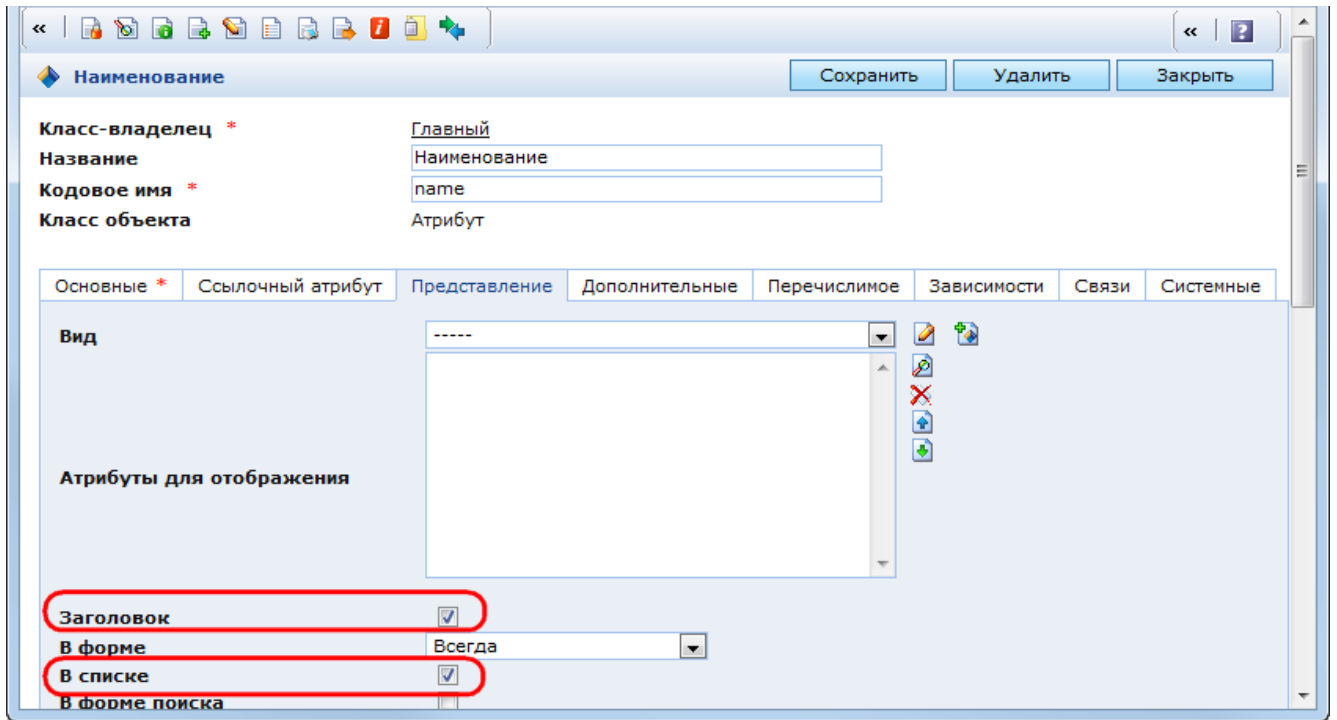 «
«
?
Наименование Сохранить Удалить Закрыть
Класс-владелец * Главный
Название Наименование
Кодовое имя * name
Класс объекта Атрибут
Основные * Ссылочный атрибут Представление Дополнительные Перечислимое Зависимости Связи Системные
Вид -----
Атрибуты для отображения
Заголовок
В форме Всегда
В списке
В форме поиска